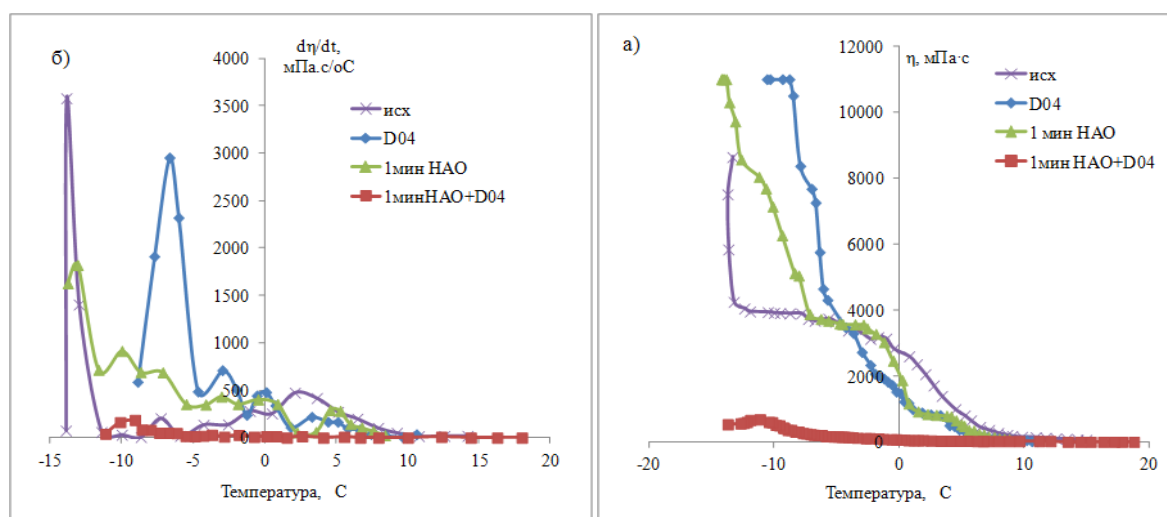 б)
dη/dt,
мПа.с/оС
4000
3500
3000
2500
2000
1500
1000
500
0
-15
-10
-5
0
5
10
15
20
Температура, С
исх
D04
1мин НАО
1минНАО+D04
а)
η, мПа·с
12000
10000
8000
6000
4000
2000
0
-20
-10
0
10
20
Температура, С
исх
D04
1 мин НАО
1мин НАО+D04